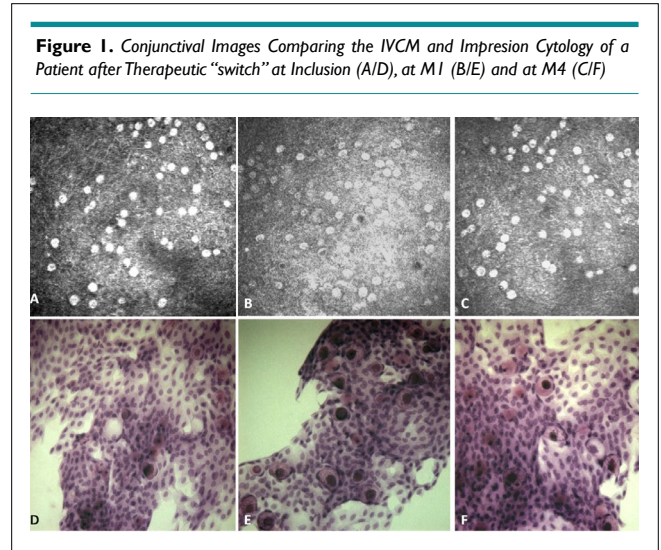 Figure 1. Conjunctival Images Comparing the IVCM and Impresion Cytology of a
Patient after Therapeutic “switch” at Inclusion (A/D), at M1 (B/E) and at M4 (C/F)
A B C
D E F